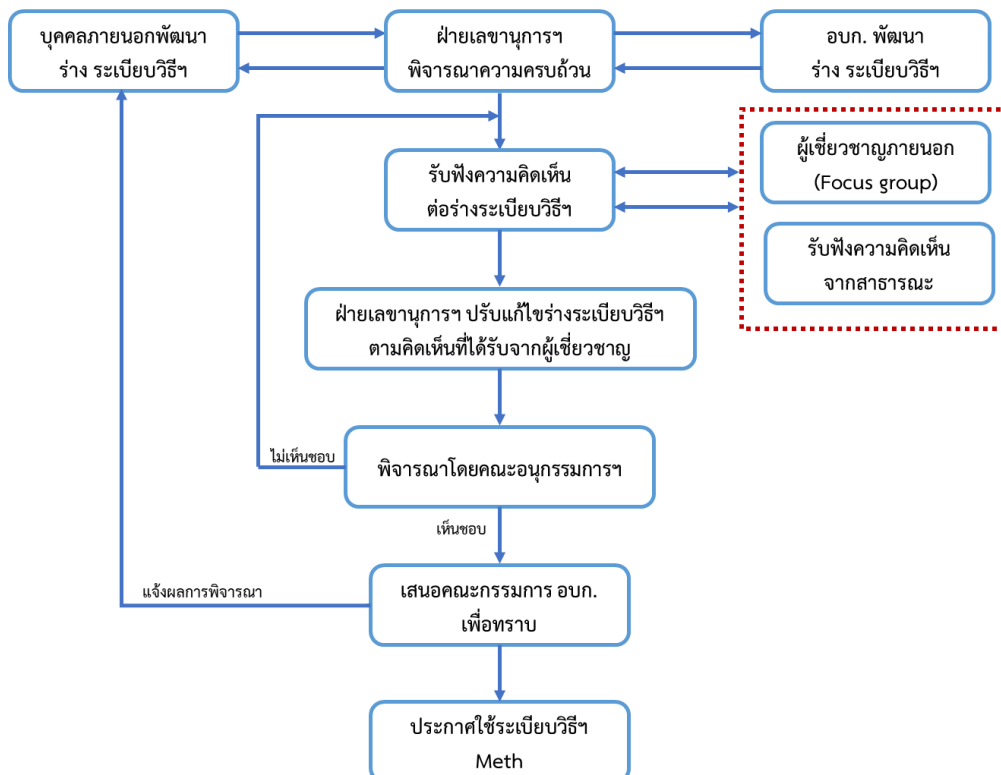 บุคคลภายนอกพัฒนา
ร่าง ระเบียบวิธีฯ
ฝ่ายเลขานุการฯ
พิจารณาความครบถ้วน
อบก. พัฒนา
ร่าง ระเบียบวิธีฯ
ผู้เชี่ยวชาญภายนอก
(Focus group)
รับฟังความคิดเห็น
ต่อร่างระเบียบวิธีฯ
รับฟังความคิดเห็น
จากสาธารณะ
ฝ่ายเลขานุการฯ ปรับแก้ไขร่างระเบียบวิธีฯ
ตามคิดเห็นที่ได้รับจากผู้เชี่ยวชาญ
ไม่เห็นชอบ
พิจารณาโดยคณะอนุกรรมการฯ
เห็นชอบ
แจ้งผลการพิจารณา
เสนอคณะกรรมการ อบก.
เพื่อทราบ
ประกาศใช้ระเบียบวิธีฯ
Meth